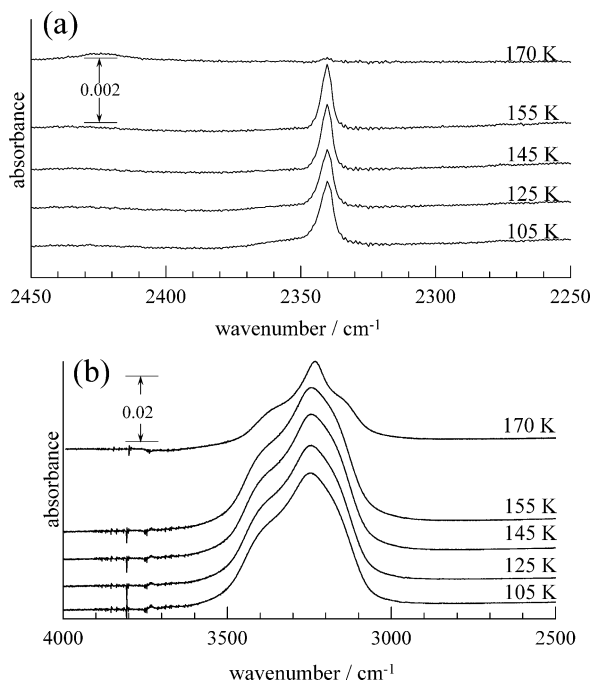 (a)
170 K
0.002
155 K
145 K
125 K
105 K
absorbance
2450 2400 2350 2300 2250
wavenumber / cm-1
(b)
0.02
170 K
155 K
145 K
125 K
105 K
absorbance
4000 3500 3000 2500
wavenumber / cm-1